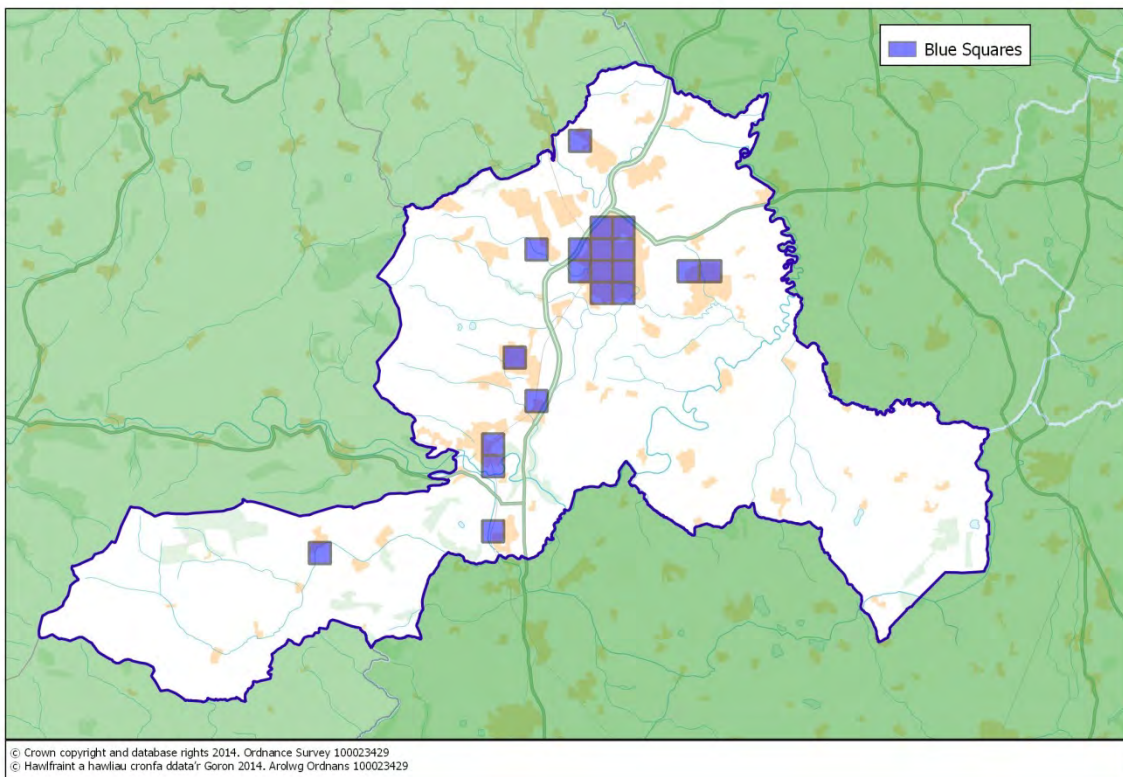 Blue Squares
© Crown copyright and database rights 2014. Ordnance Survey 100023429
© Hawlfraint a hawliau cronfa ddata'r Goron 2014. Arolwg Ordnans 100023429